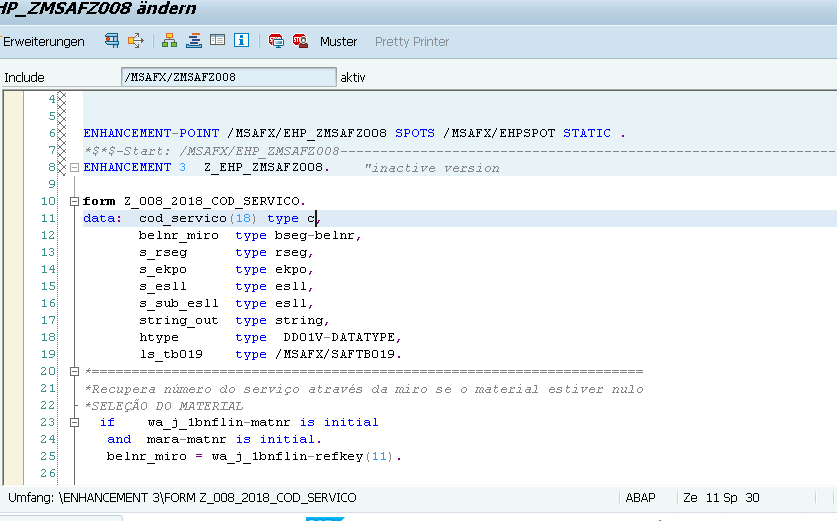 HP_ZMSAFZ008 ändern
Erweiterungen Muster Pretty Printer
Include /MSAFX/ZMSAFZ008 aktiv
4
5
6 ENHANCEMENT-POINT /MSAFX/EHP_ZMSAFZ008 SPOTS /MSAFX/EHPSPOT STATIC .
7 *$*$-Start: /MSAFX/EHP_ZMSAFZ008------------------------------------------------------------
8 ENHANCEMENT 3 Z_EHP_ZMSAFZ008. "inactive version
9
10 form Z_008_2018_COD_SERVICO.
11 data: cod_servico(18) type c,
12 belnr_miro type bseg-belnr,
13 s_rseg type rseg,
14 s_ekpo type ekpo,
15 s_esll type esll,
16 s_sub_esll type esll,
17 string_out type string,
18 htype type DD01V-DATATYPE,
19 ls_tb019 type /MSAFX/SAFTB019.
20 *=====================================================================
21 *Recupera número do serviço através da miro se o material estiver nulo
22 *SELEÇÃO DO MATERIAL
23 if wa_j_1bnflin-matnr is initial
24 and mara-matnr is initial.
25 belnr_miro = wa_j_1bnflin-refkey(11).
26
Umfang: \ENHANCEMENT 3\FORM Z_008_2018_COD_SERVICO ABAP Ze 11 Sp 30